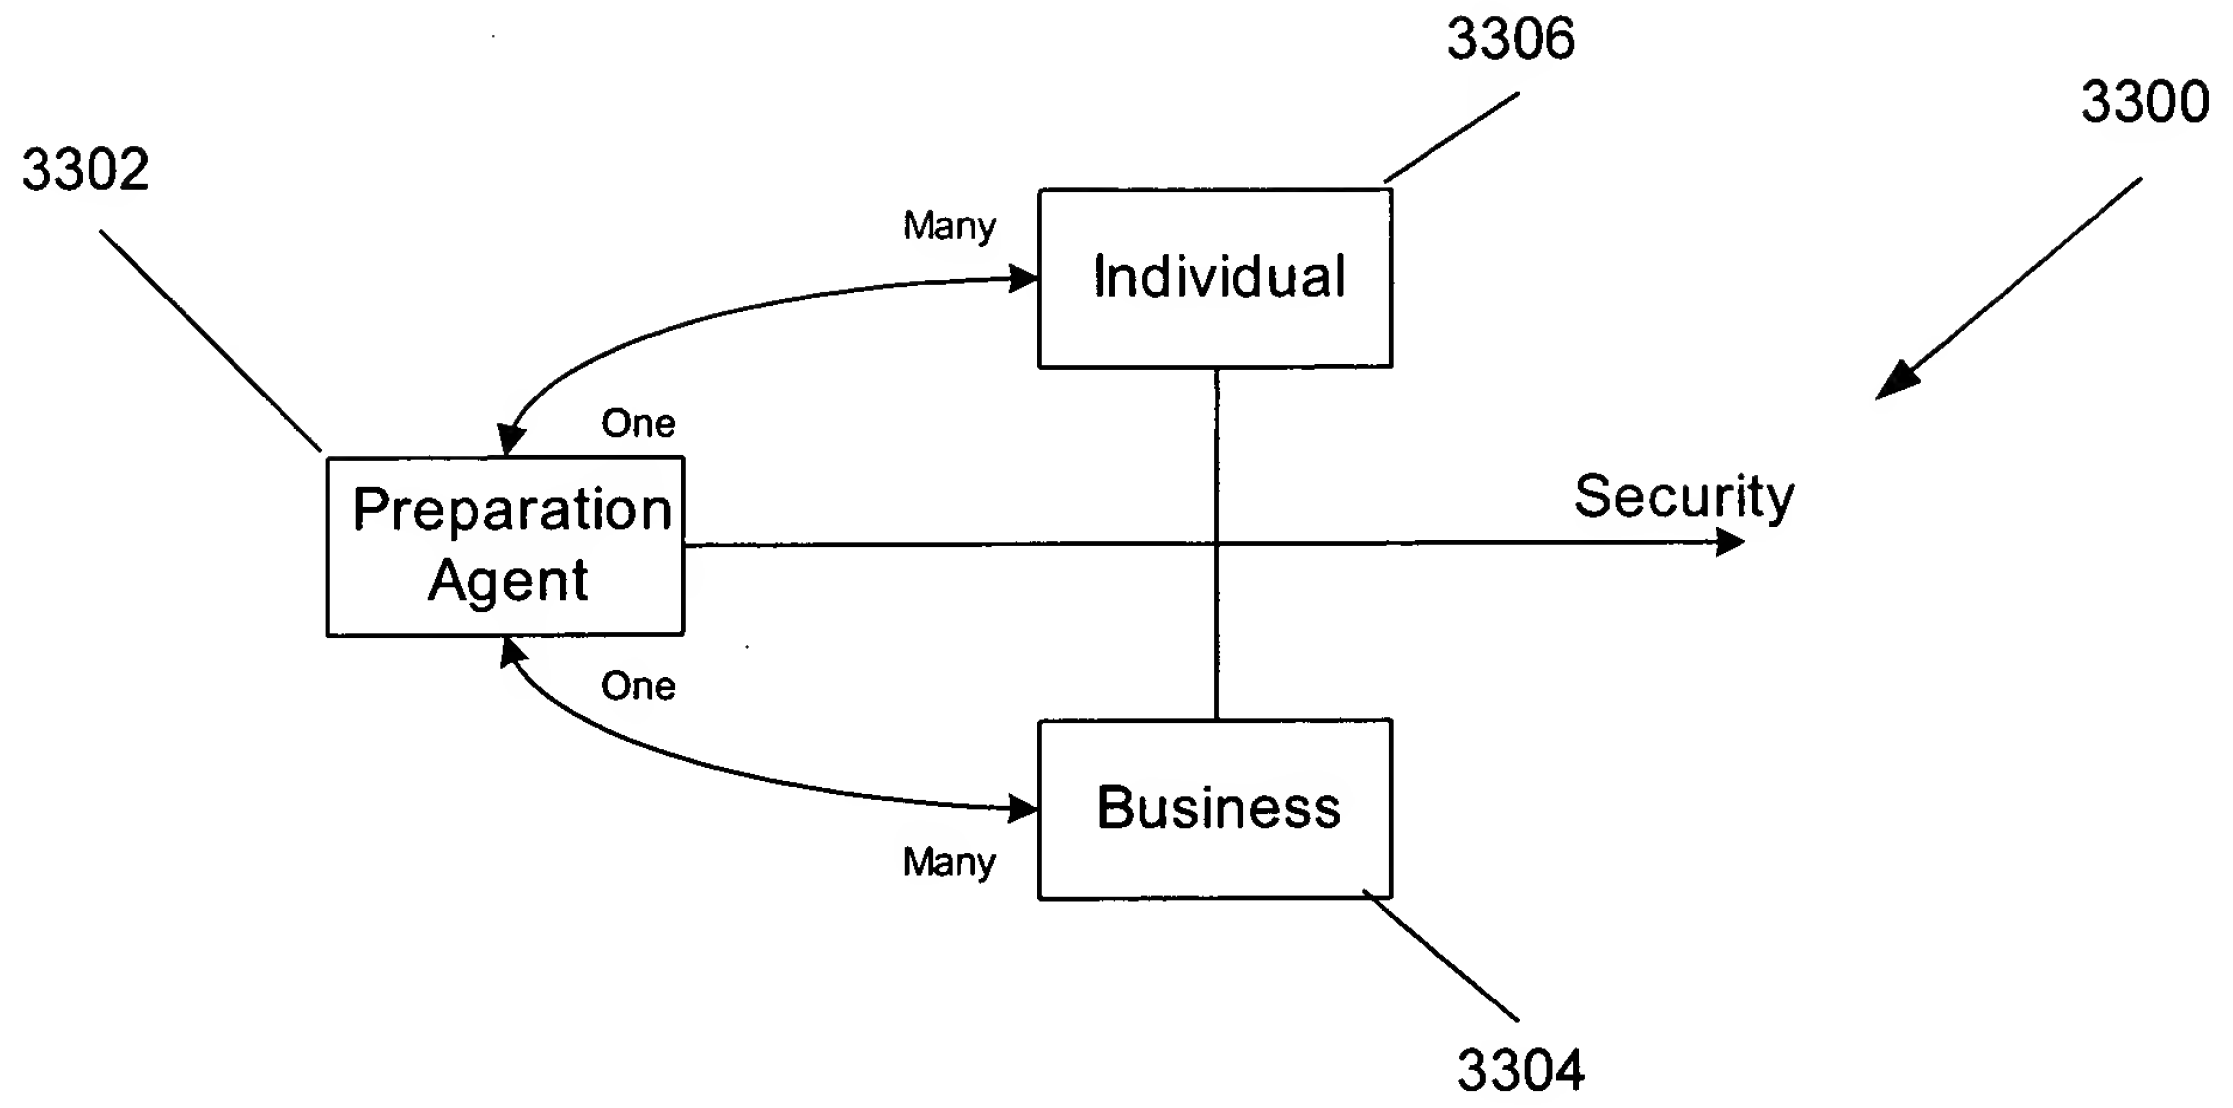 3306
3300
3302
Many
Individual
One
Security
Preparation
Agent
One
Business
Many
3304